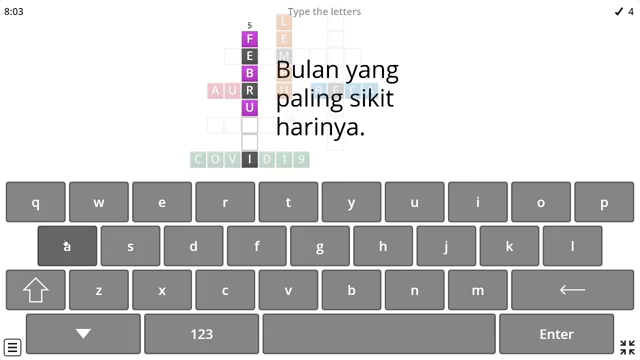 8:03
Type the letters
✔ 4
5
L
F
E
E
M
Bulan yang
B
paling sikit
A U R U B E C
U
harinya.
C O V I D 1 9
q w e r t y u i o p
a s d f g h j k l
z x c v b n m
123
Enter